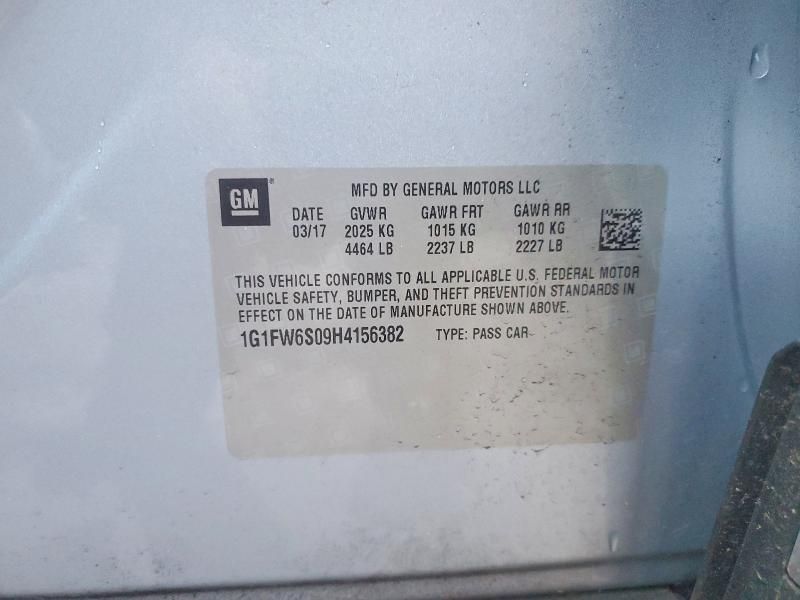 GM
MFD BY GENERAL MOTORS LLC
DATE GVWR GAWR FRT GAWR RR
03/17 2025 KG 1015 KG 1010 KG
4464 LB 2237 LB 2227 LB
THIS VEHICLE CONFORMS TO ALL APPLICABLE U.S. FEDERAL MOTOR
VEHICLE SAFETY, BUMPER, AND THEFT PREVENTION STANDARDS IN
EFFECT ON THE DATE OF MANUFACTURE SHOWN ABOVE.
1G1FW6S09H4156382 TYPE: PASS CAR